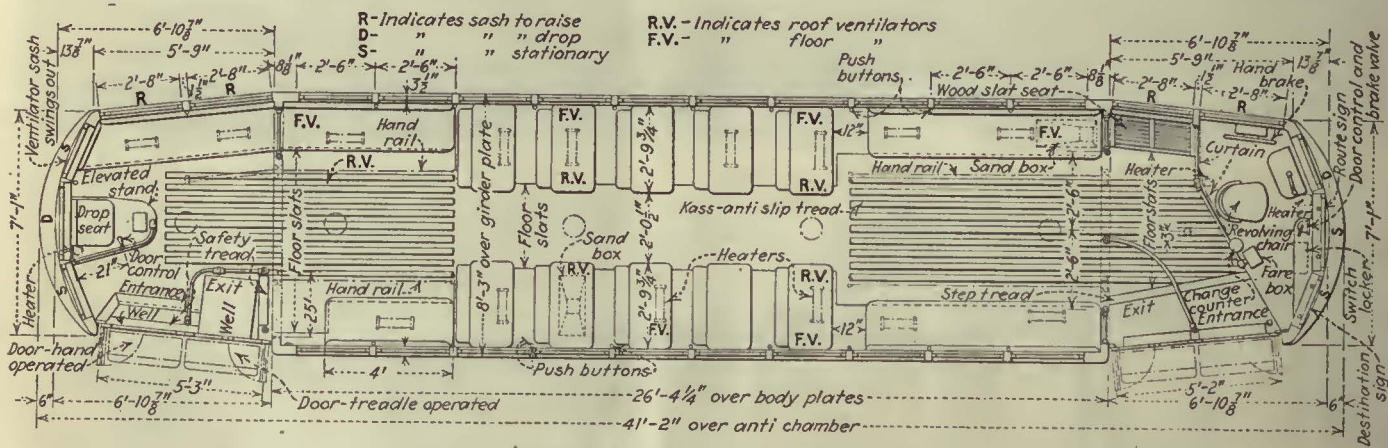 R-Indicates sash to raise
D- " " " drop
S- " " " stationary
R.V. - Indicates roof ventilators
F.V. - " floor "
6'-10 7/8"
13 7/8"
5'-9"
2'-8"
2'-8"
R
R
8 1/8"
2'-6"
2'-6"
3 1/2"
Push
buttons
2'-6"
2'-6"
8 1/8
Wood slat seat
6'-10 7/8"
5'-9"
13 7/8"
2'-8"
2'-8"
R
R
Hand
brake
Ventilator sash
swings out
7'-1"
Heater
S
D
S
Elevated
stand
Drop
seat
21"
Door
control
Safety
tread
Entrance
Exit
Well
Well
Door-hand
operated
F.V.
Hand
rail
R.V.
Floor slats
Hand rail
25"
4'
8'-3" over girder plate
Floor
slats
F.V.
R.V.
2'-9 3/4"
2'-0 1/2"
2'-9 3/4"
Sand
box
R.V.
F.V.
Heaters
F.V.
R.V.
R.V.
F.V.
12"
12"
Push buttons
Kass-anti slip tread
Hand rail
Sand box
F.V.
2'-6"
2'-6"
Step tread
Heater
Floor slats
Curtain
Heater
Revolving
chair
Fare
box
Exit
Change
counter
Entrance
D
S
S
Route sign
Door control and
brake valve
7'-1"
Switch
locker
Destination
sign
5'-3"
6"
6'-10 7/8"
Door-treadle operated
26'-4 1/4" over body plates
5'-2"
6'-10 7/8"
6"
41'-2" over anti chamber